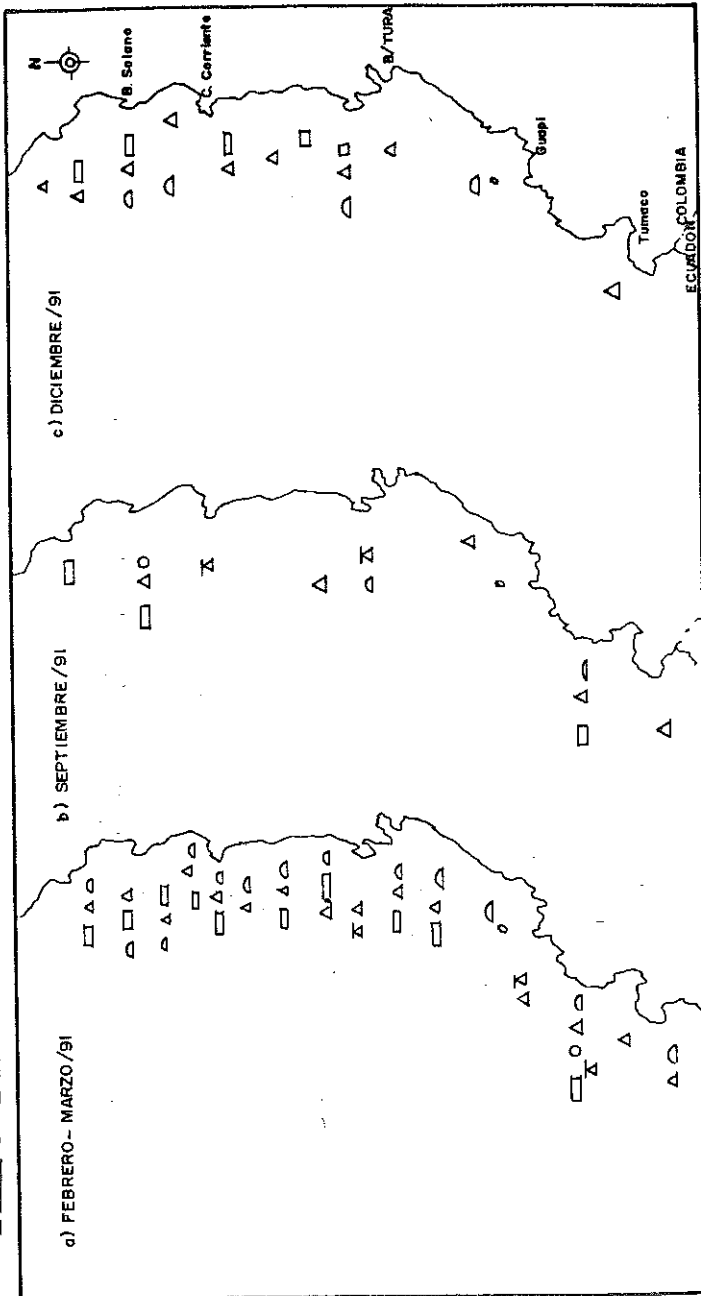 a) FEBRERO - MARZO/91
b) SEPTIEMBRE/91
c) DICIEMBRE/91
N
B. Solano
C. Corriente
B/TURA
Guapi
Tumaco
COLOMBIA
ECUADOR